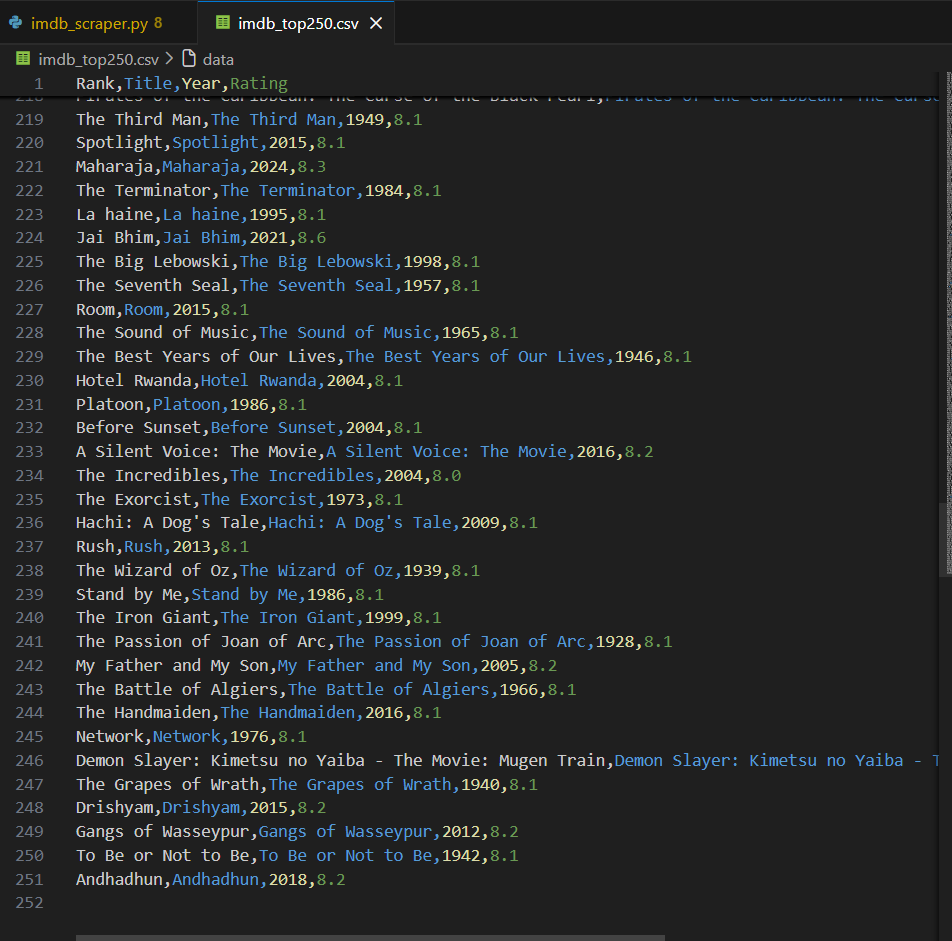 imdb_scraper.py 8
imdb_top250.csv
imdb_top250.csv > data
1 Rank,Title,Year,Rating
218 Pirates of the Caribbean: The Curse of the Black Pearl,Pirates of the Caribbean: The Curse
219 The Third Man,The Third Man,1949,8.1
220 Spotlight,Spotlight,2015,8.1
221 Maharaja,Maharaja,2024,8.3
222 The Terminator,The Terminator,1984,8.1
223 La haine,La haine,1995,8.1
224 Jai Bhim,Jai Bhim,2021,8.6
225 The Big Lebowski,The Big Lebowski,1998,8.1
226 The Seventh Seal,The Seventh Seal,1957,8.1
227 Room,Room,2015,8.1
228 The Sound of Music,The Sound of Music,1965,8.1
229 The Best Years of Our Lives,The Best Years of Our Lives,1946,8.1
230 Hotel Rwanda,Hotel Rwanda,2004,8.1
231 Platoon,Platoon,1986,8.1
232 Before Sunset,Before Sunset,2004,8.1
233 A Silent Voice: The Movie,A Silent Voice: The Movie,2016,8.2
234 The Incredibles,The Incredibles,2004,8.0
235 The Exorcist,The Exorcist,1973,8.1
236 Hachi: A Dog's Tale,Hachi: A Dog's Tale,2009,8.1
237 Rush,Rush,2013,8.1
238 The Wizard of Oz,The Wizard of Oz,1939,8.1
239 Stand by Me,Stand by Me,1986,8.1
240 The Iron Giant,The Iron Giant,1999,8.1
241 The Passion of Joan of Arc,The Passion of Joan of Arc,1928,8.1
242 My Father and My Son,My Father and My Son,2005,8.2
243 The Battle of Algiers,The Battle of Algiers,1966,8.1
244 The Handmaiden,The Handmaiden,2016,8.1
245 Network,Network,1976,8.1
246 Demon Slayer: Kimetsu no Yaiba - The Movie: Mugen Train,Demon Slayer: Kimetsu no Yaiba - T
247 The Grapes of Wrath,The Grapes of Wrath,1940,8.1
248 Drishyam,Drishyam,2015,8.2
249 Gangs of Wasseypur,Gangs of Wasseypur,2012,8.2
250 To Be or Not to Be,To Be or Not to Be,1942,8.1
251 Andhadhun,Andhadhun,2018,8.2
252